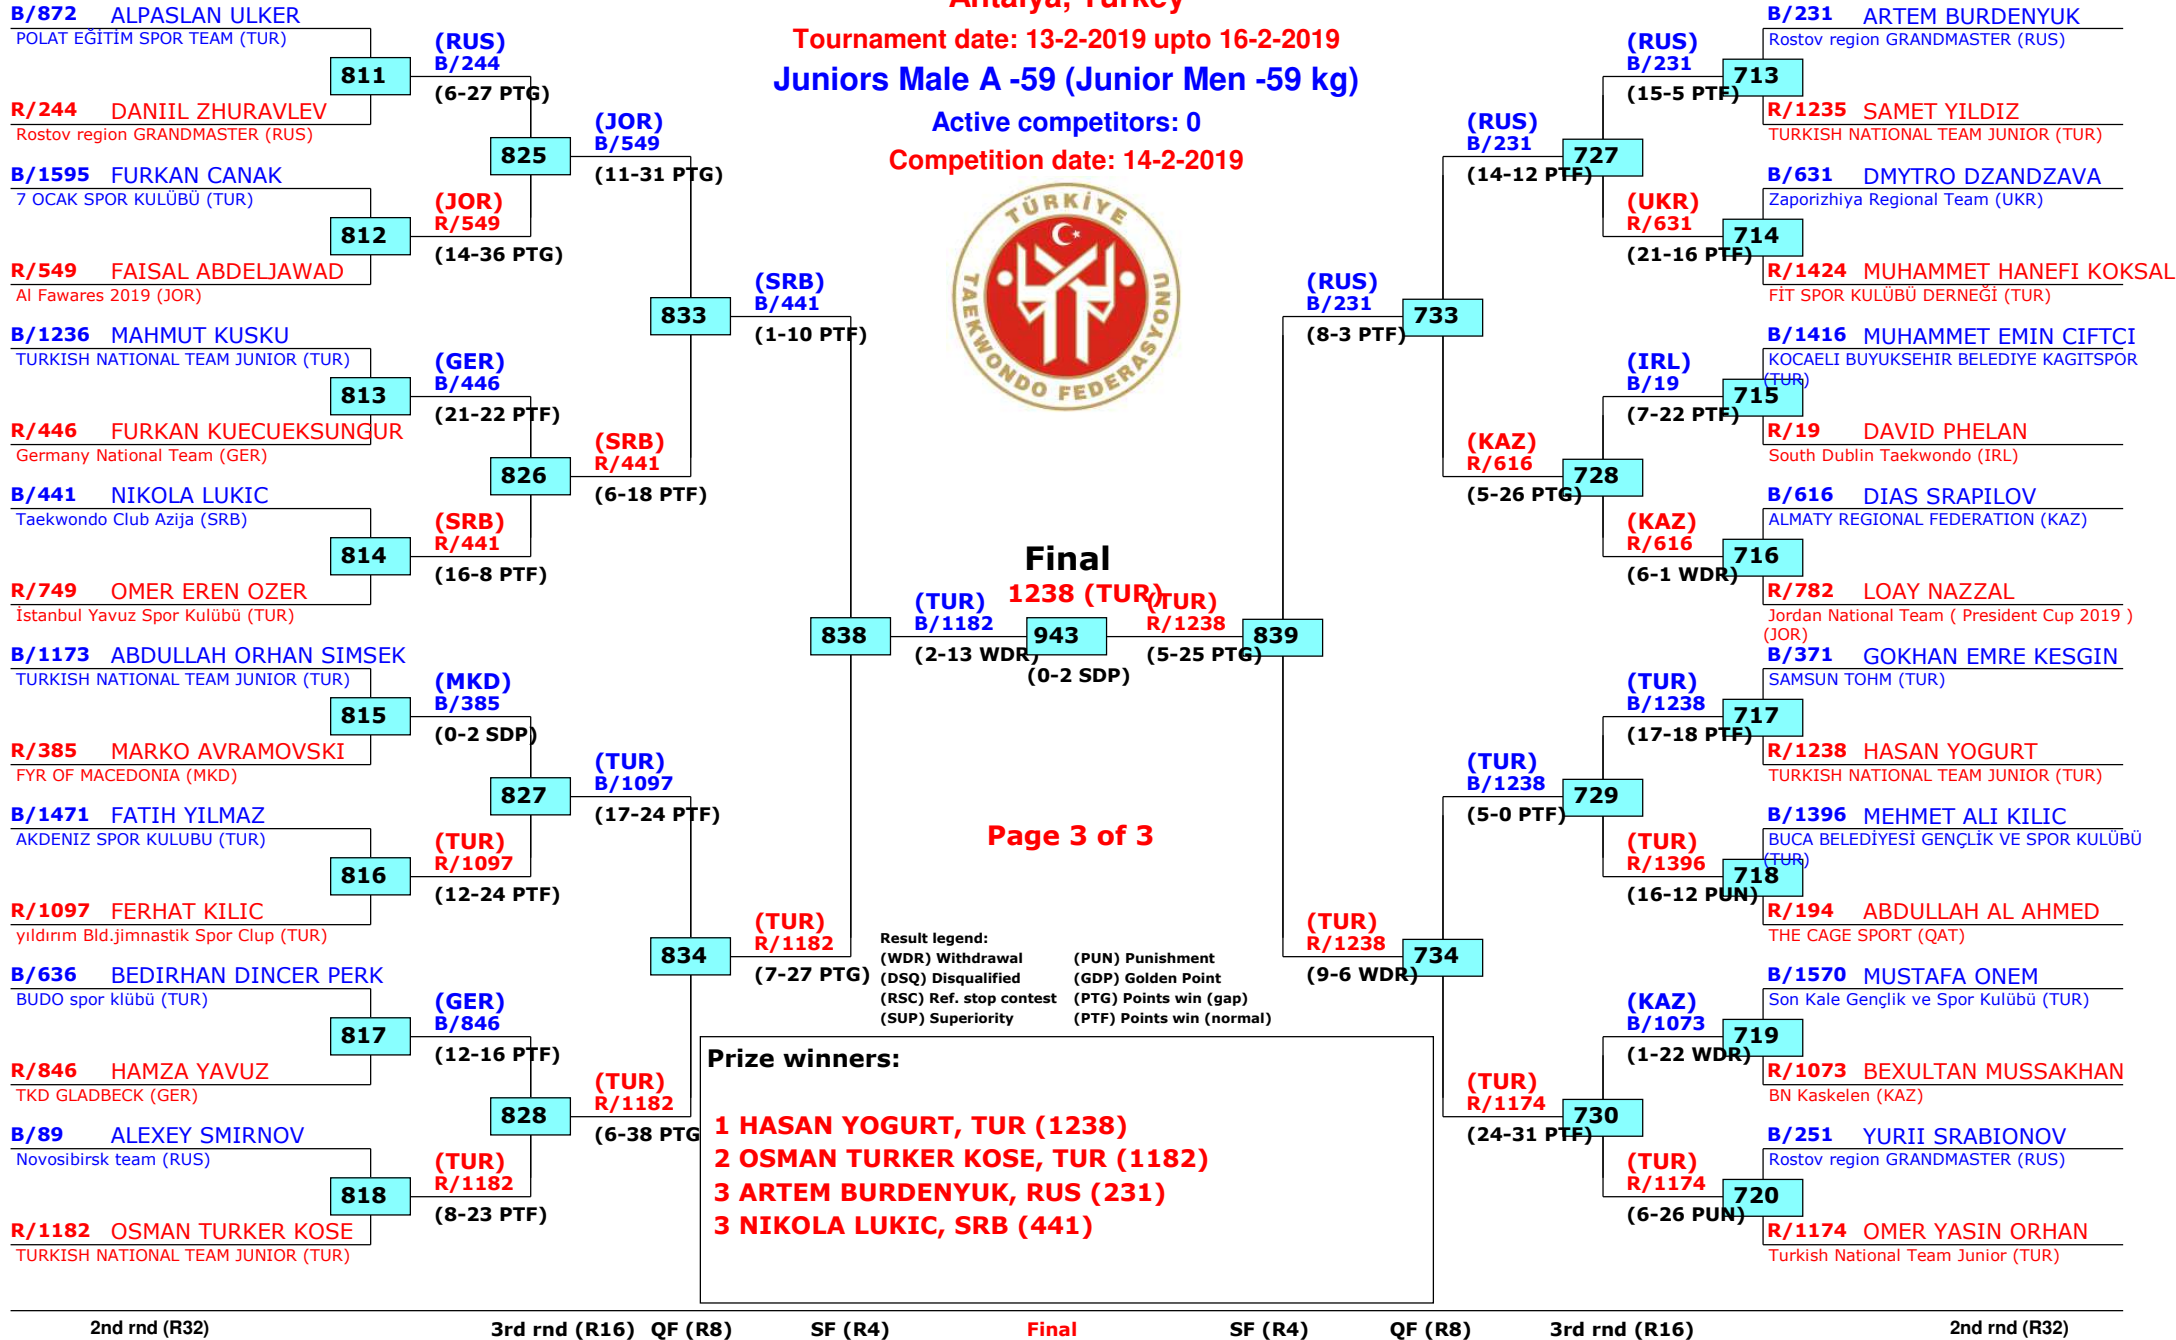 Antalya, Turkey
Tournament date: 13-2-2019 upto 16-2-2019
Juniors Male A -59 (Junior Men -59 kg)
Active competitors: 0
Competition date: 14-2-2019
TÜRKİYE TAEKWONDO FEDERASYONU
B/872 ALPASLAN ULKER
POLAT EĞİTİM SPOR TEAM (TUR)
811
R/244 DANIIL ZHURAVLEV
Rostov region GRANDMASTER (RUS)
B/1595 FURKAN CANAK
7 OCAK SPOR KULÜBÜ (TUR)
812
R/549 FAISAL ABDELJAWAD
Al Fawares 2019 (JOR)
B/1236 MAHMUT KUSKU
TURKISH NATIONAL TEAM JUNIOR (TUR)
813
R/446 FURKAN KUECUEKSUNGUR
Germany National Team (GER)
B/441 NIKOLA LUKIC
Taekwondo Club Azija (SRB)
814
R/749 OMER EREN OZER
İstanbul Yavuz Spor Kulübü (TUR)
B/1173 ABDULLAH ORHAN SIMSEK
TURKISH NATIONAL TEAM JUNIOR (TUR)
815
R/385 MARKO AVRAMOVSKI
FYR OF MACEDONIA (MKD)
B/1471 FATIH YILMAZ
AKDENIZ SPOR KULUBU (TUR)
816
R/1097 FERHAT KILIC
yıldırım Bld.jimnastik Spor Clup (TUR)
B/636 BEDIRHAN DINCER PERK
BUDO spor klübü (TUR)
817
R/846 HAMZA YAVUZ
TKD GLADBECK (GER)
B/89 ALEXEY SMIRNOV
Novosibirsk team (RUS)
818
R/1182 OSMAN TURKER KOSE
TURKISH NATIONAL TEAM JUNIOR (TUR)
(RUS)
B/244
(6-27 PTG)
825
(JOR)
R/549
(14-36 PTG)
(GER)
B/446
(21-22 PTF)
826
(SRB)
R/441
(16-8 PTF)
(MKD)
B/385
(0-2 SDP)
827
(TUR)
R/1097
(12-24 PTF)
(GER)
B/846
(12-16 PTF)
828
(TUR)
R/1182
(8-23 PTF)
(JOR)
B/549
(11-31 PTG)
833
(SRB)
R/441
(6-18 PTF)
(TUR)
B/1097
(17-24 PTF)
834
(TUR)
R/1182
(6-38 PTG
(SRB)
B/441
(1-10 PTF)
838
(TUR)
R/1182
(7-27 PTG)
Final
1238 (TUR)
(TUR)
B/1182
(2-13 WDR)
943
(0-2 SDP)
(TUR)
R/1238
(5-25 PTG)
839
Page 3 of 3
(RUS)
B/231
(8-3 PTF)
733
(TUR)
R/1238
(9-6 WDR)
734
(RUS)
B/231
(14-12 PTF)
727
(KAZ)
R/616
(5-26 PTG)
728
(TUR)
B/1238
(5-0 PTF)
729
(TUR)
R/1174
(24-31 PTF)
730
(RUS)
B/231
(15-5 PTF)
(UKR)
R/631
(21-16 PTF)
(IRL)
B/19
(7-22 PTF)
(KAZ)
R/616
(6-1 WDR)
(TUR)
B/1238
(17-18 PTF)
(TUR)
R/1396
(16-12 PUN)
(KAZ)
B/1073
(1-22 WDR)
(TUR)
R/1174
(6-26 PUN)
B/231 ARTEM BURDENYUK
Rostov region GRANDMASTER (RUS)
713
R/1235 SAMET YILDIZ
TURKISH NATIONAL TEAM JUNIOR (TUR)
B/631 DMYTRO DZANDZAVA
Zaporizhiya Regional Team (UKR)
714
R/1424 MUHAMMET HANEFI KOKSAL
FİT SPOR KULÜBÜ DERNEĞİ (TUR)
B/1416 MUHAMMET EMIN CIFTCI
KOCAELI BUYUKSEHIR BELEDIYE KAGITSPOR
(TUR)
715
R/19 DAVID PHELAN
South Dublin Taekwondo (IRL)
B/616 DIAS SRAPILOV
ALMATY REGIONAL FEDERATION (KAZ)
716
R/782 LOAY NAZZAL
Jordan National Team ( President Cup 2019 )
(JOR)
B/371 GOKHAN EMRE KESGIN
SAMSUN TOHM (TUR)
717
R/1238 HASAN YOGURT
TURKISH NATIONAL TEAM JUNIOR (TUR)
B/1396 MEHMET ALI KILIC
BUCA BELEDİYESİ GENÇLİK VE SPOR KULÜBÜ
(TUR)
718
R/194 ABDULLAH AL AHMED
THE CAGE SPORT (QAT)
B/1570 MUSTAFA ONEM
Son Kale Gençlik ve Spor Kulübü (TUR)
719
R/1073 BEXULTAN MUSSAKHAN
BN Kaskelen (KAZ)
B/251 YURII SRABIONOV
Rostov region GRANDMASTER (RUS)
720
R/1174 OMER YASIN ORHAN
Turkish National Team Junior (TUR)
Result legend:
(WDR) Withdrawal (PUN) Punishment
(DSQ) Disqualified (GDP) Golden Point
(RSC) Ref. stop contest (PTG) Points win (gap)
(SUP) Superiority (PTF) Points win (normal)
Prize winners:
1 HASAN YOGURT, TUR (1238)
2 OSMAN TURKER KOSE, TUR (1182)
3 ARTEM BURDENYUK, RUS (231)
3 NIKOLA LUKIC, SRB (441)
2nd rnd (R32) 3rd rnd (R16) QF (R8) SF (R4) Final SF (R4) QF (R8) 3rd rnd (R16) 2nd rnd (R32)